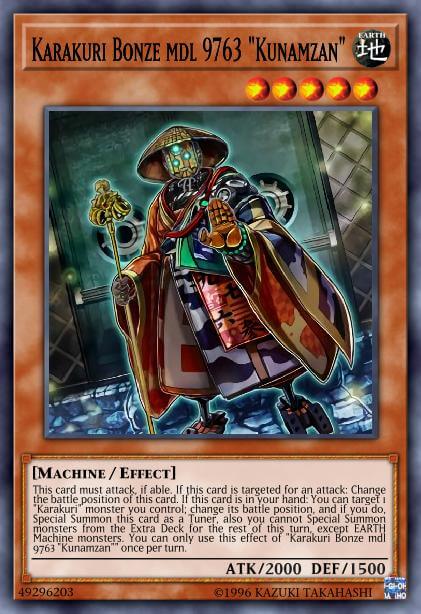 Karakuri Bonze mdl 9763 "Kunamzan"
EARTH
地
[Machine / Effect]
This card must attack, if able. If this card is targeted for an attack: Change
the battle position of this card. If this card is in your hand: You can target 1
"Karakuri" monster you control; change its battle position, and if you do,
Special Summon this card as a Tuner, also you cannot Special Summon
monsters from the Extra Deck for the rest of this turn, except EARTH
Machine monsters. You can only use this effect of "Karakuri Bonze mdl
9763 "Kunamzan"" once per turn.
ATK/2000 DEF/1500
49296203
©1996 KAZUKI TAKAHASHI